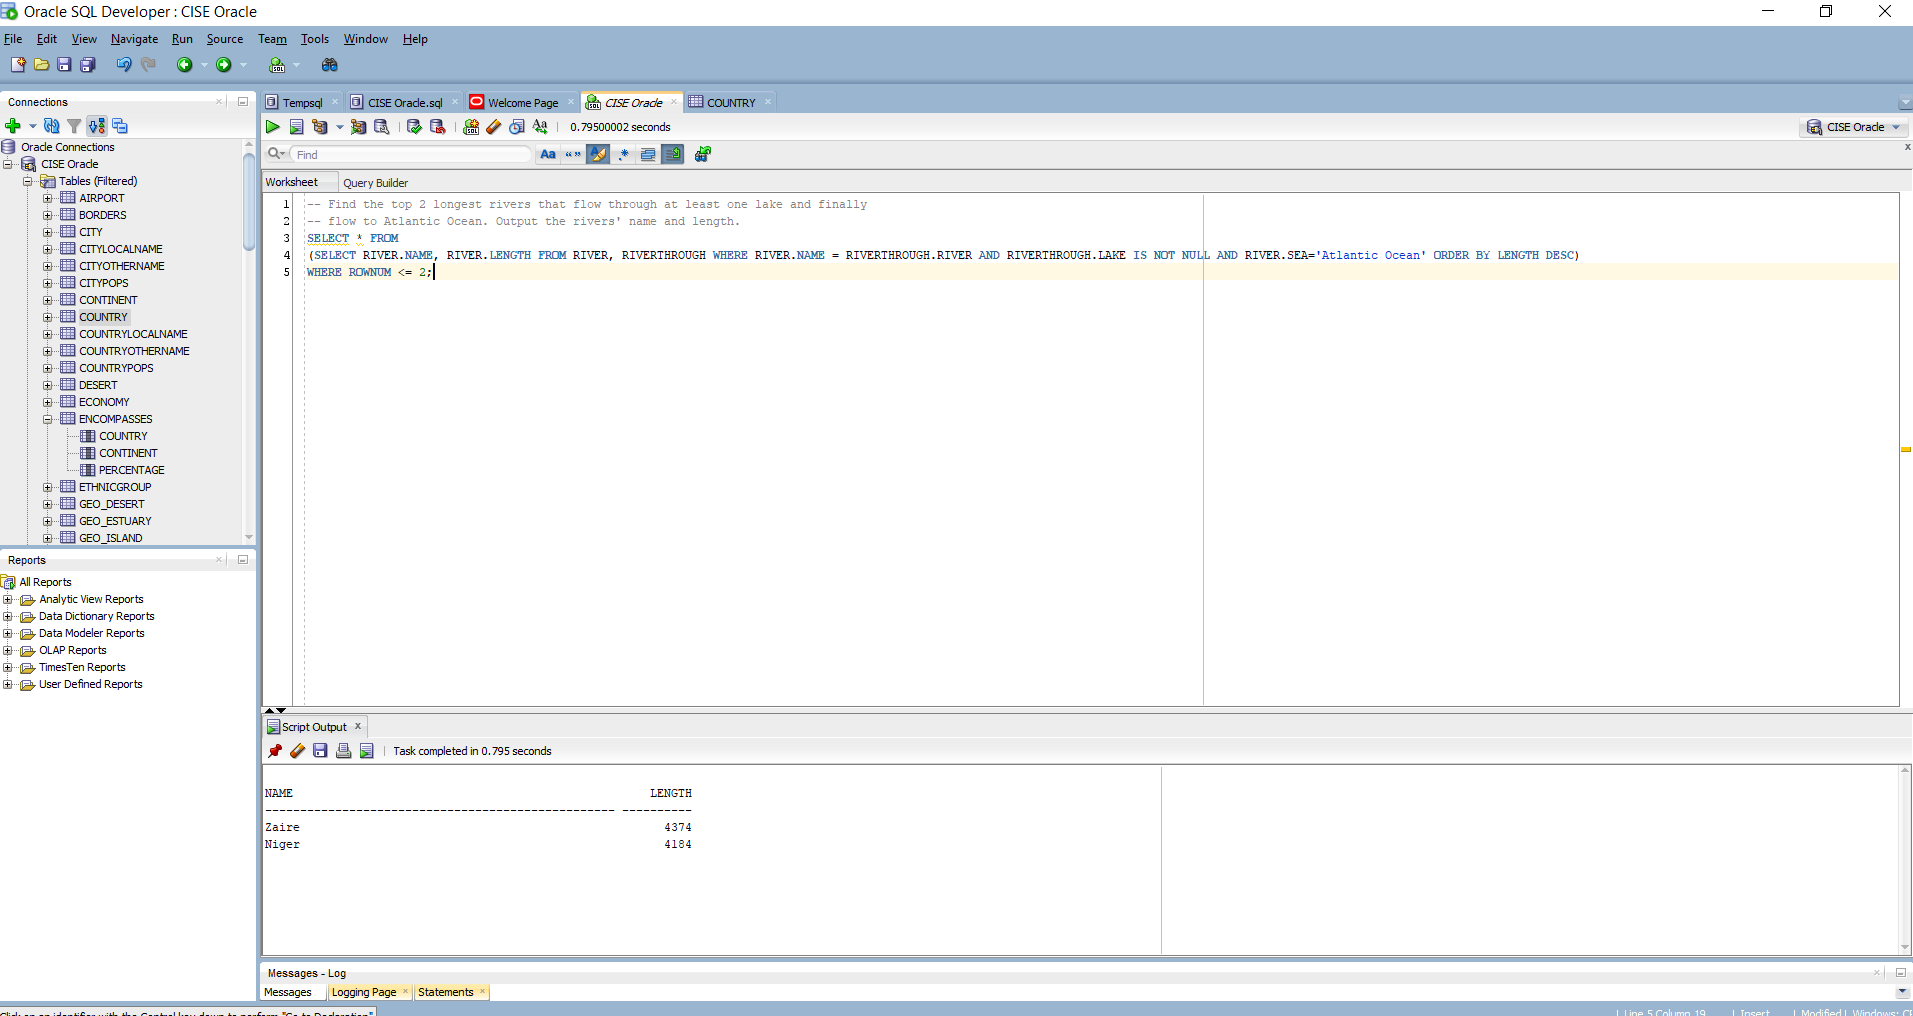 Oracle SQL Developer : CISE Oracle
File Edit View Navigate Run Source Team Tools Window Help
Connections
Oracle Connections
CISE Oracle
Tables (Filtered)
AIRPORT
BORDERS
CITY
CITYLOCALNAME
CITYOTHERNAME
CITYPOPS
CONTINENT
COUNTRY
COUNTRYLOCALNAME
COUNTRYOTHERNAME
COUNTRYPOPS
DESERT
ECONOMY
ENCOMPASSES
COUNTRY
CONTINENT
PERCENTAGE
ETHNICGROUP
GEO_DESERT
GEO_ESTUARY
GEO_ISLAND
Reports
All Reports
Analytic View Reports
Data Dictionary Reports
Data Modeler Reports
OLAP Reports
TimesTen Reports
User Defined Reports
Tempsql CISE Oracle.sql Welcome Page CISE Oracle COUNTRY
0.79500002 seconds
CISE Oracle
Find
Aa
Worksheet Query Builder
1 -- Find the top 2 longest rivers that flow through at least one lake and finally
2 -- flow to Atlantic Ocean. Output the rivers' name and length.
3 SELECT * FROM
4 (SELECT RIVER.NAME, RIVER.LENGTH FROM RIVER, RIVERTHROUGH WHERE RIVER.NAME = RIVERTHROUGH.RIVER AND RIVERTHROUGH.LAKE IS NOT NULL AND RIVER.SEA='Atlantic Ocean' ORDER BY LENGTH DESC)
5 WHERE ROWNUM <= 2;
Script Output
Task completed in 0.795 seconds
NAME LENGTH
-------------------------------------------------- ----------
Zaire 4374
Niger 4184
Messages - Log
Messages Logging Page Statements
Click on an identifier with the Control key down to perform "Go to Declaration"
Line 5 Column 19 Insert Modified Windows: